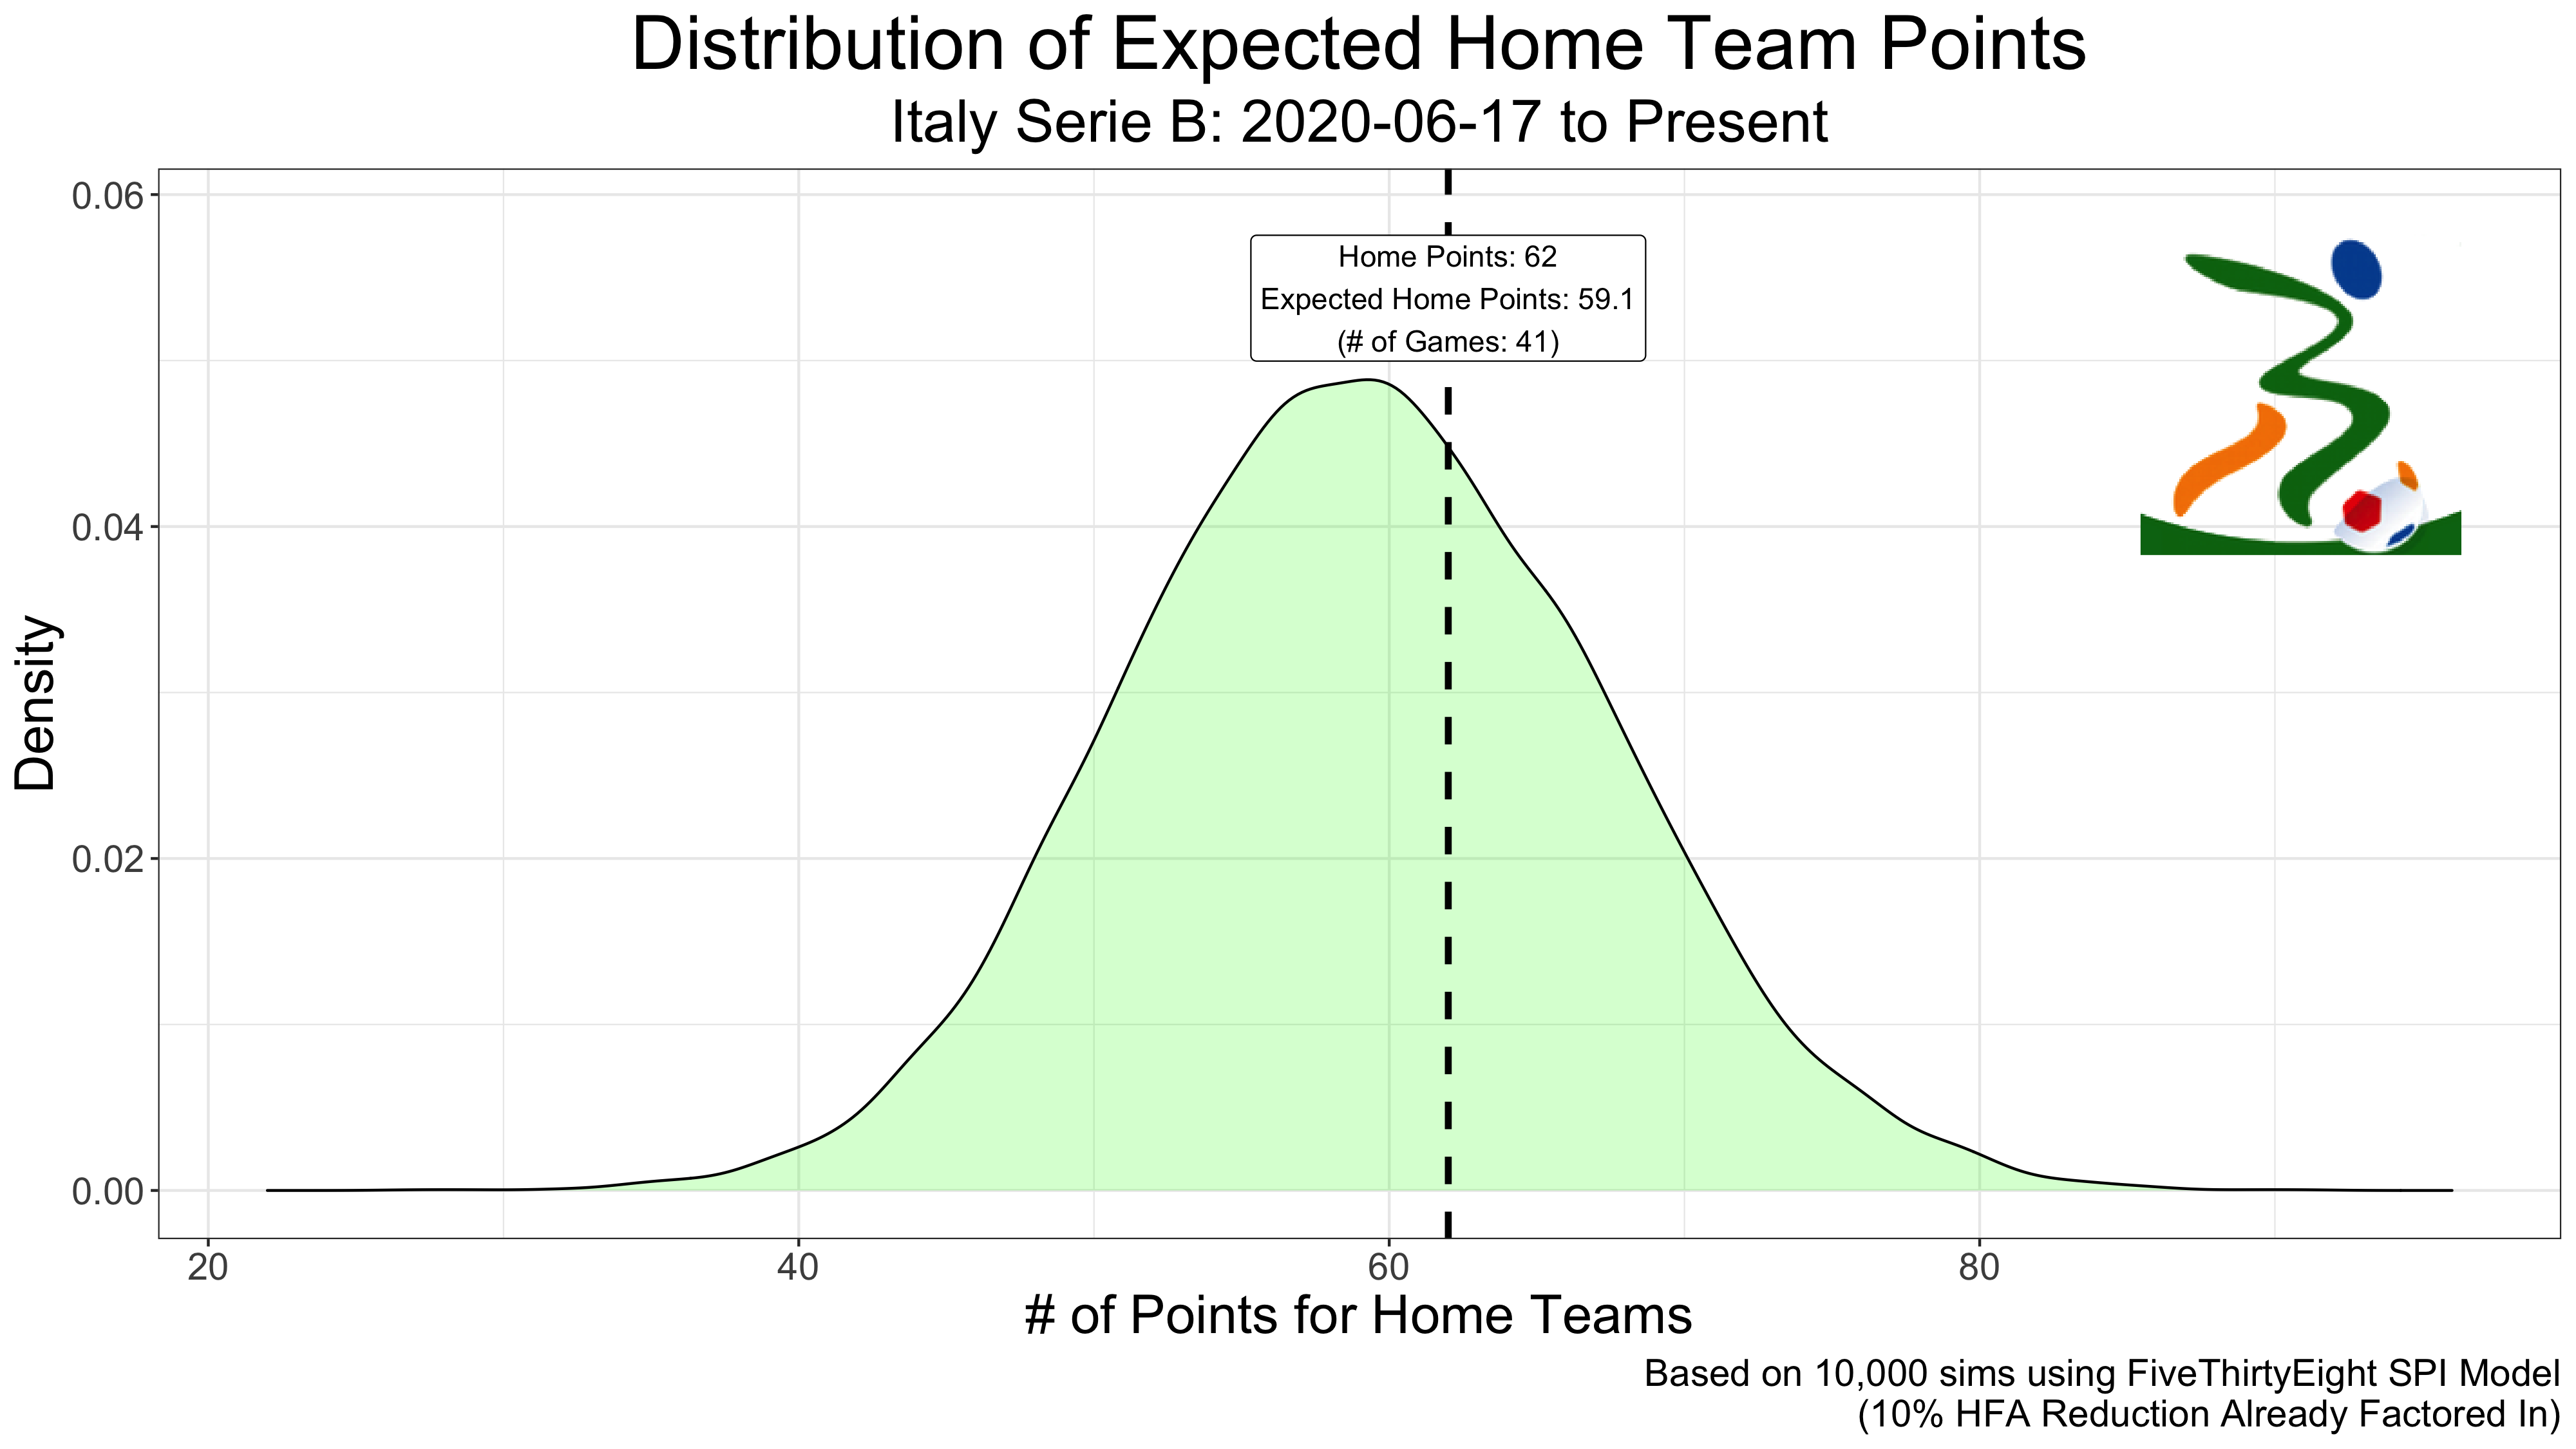 Distribution of Expected Home Team Points
Italy Serie B: 2020-06-17 to Present
0.06
0.04
0.02
0.00
Density
Home Points: 62
Expected Home Points: 59.1
(# of Games: 41)
20 40 60 80
# of Points for Home Teams
Based on 10,000 sims using FiveThirtyEight SPI Model
(10% HFA Reduction Already Factored In)